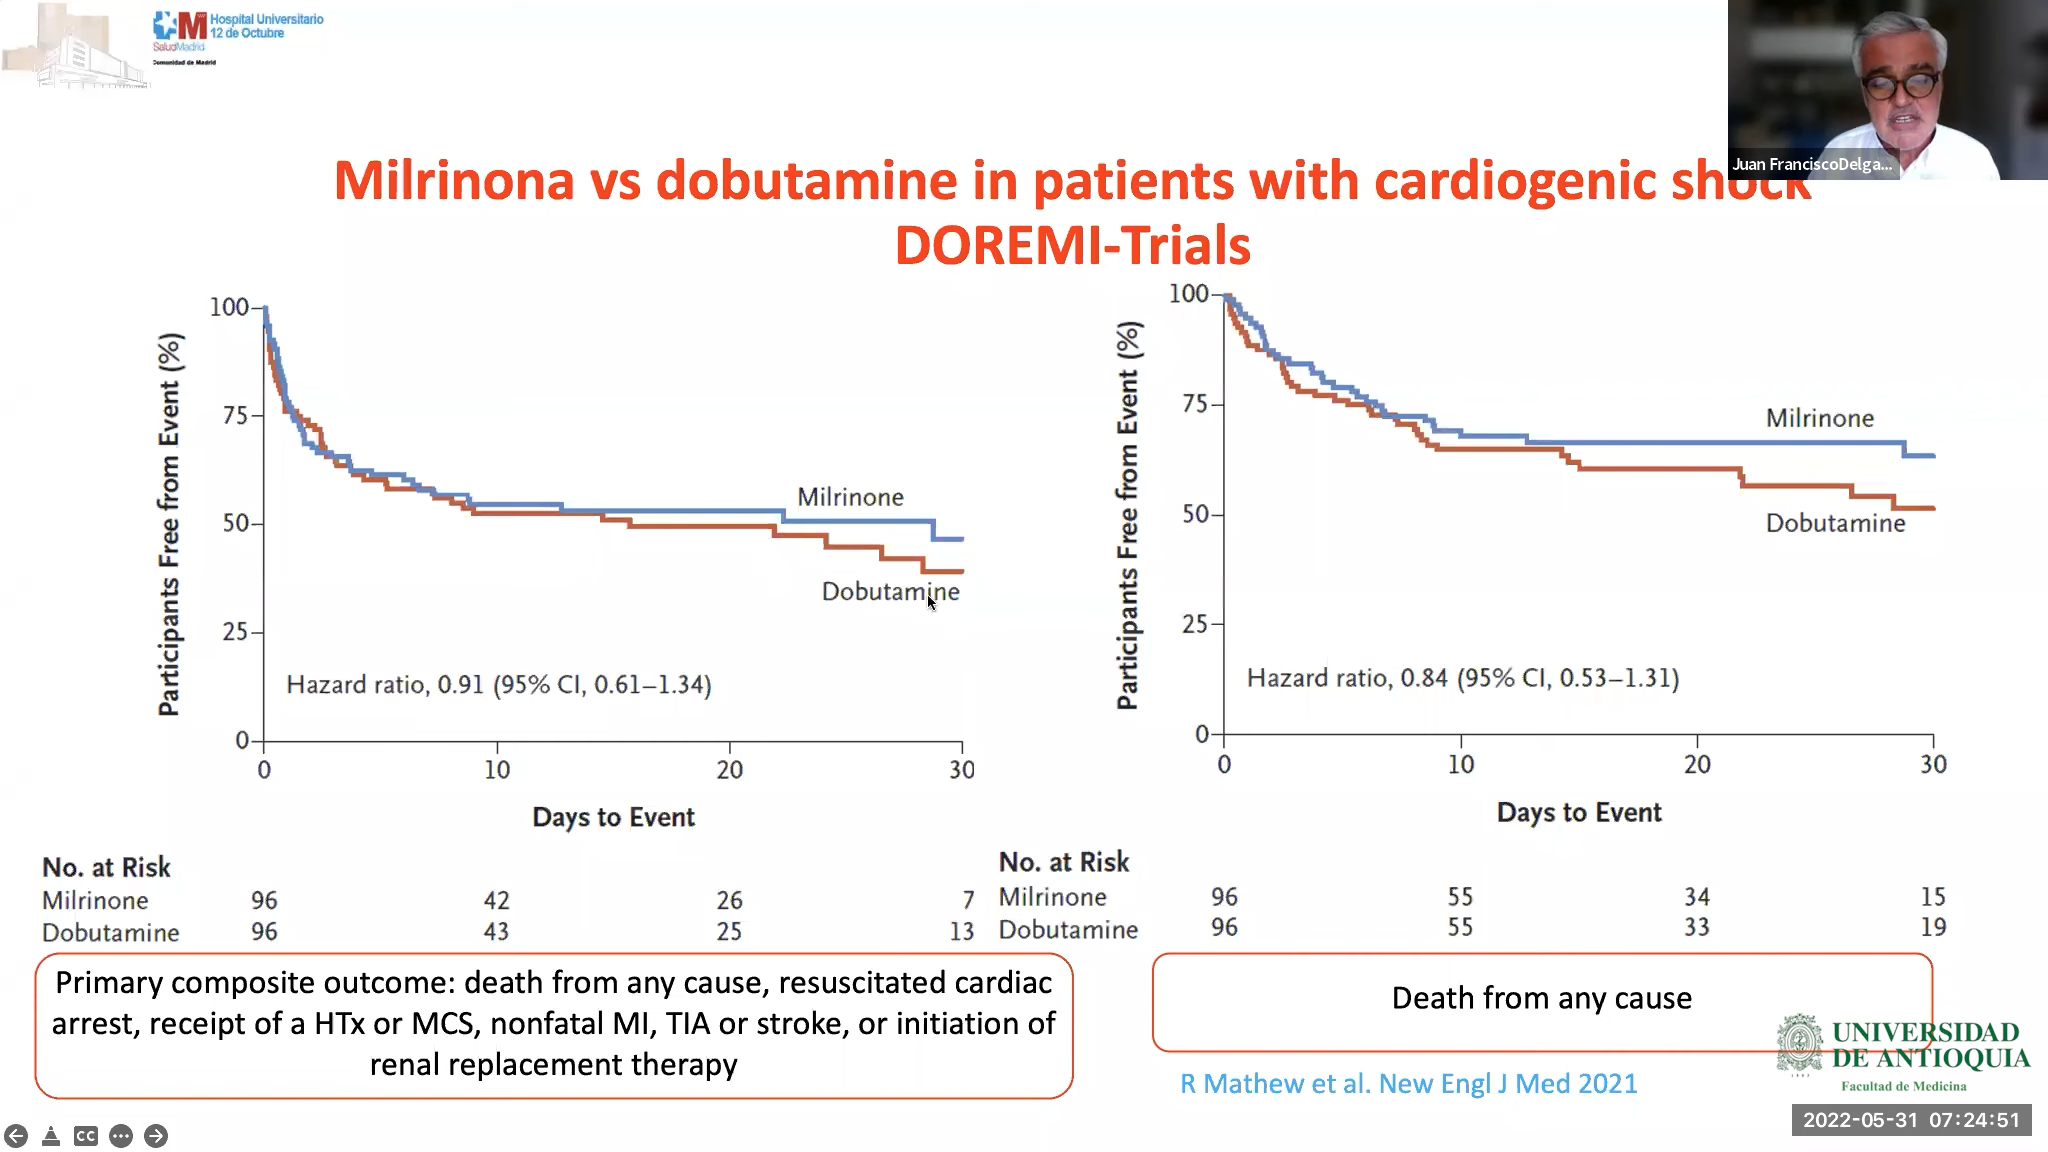 Hospital Universitario
12 de Octubre
SaludMadrid
Comunidad de Madrid
Juan FranciscoDelga...
Milrinona vs dobutamine in patients with cardiogenic shock
DOREMI-Trials
Participants Free from Event (%)
100
75
50
25
0
Milrinone
Dobutamine
Hazard ratio, 0.91 (95% CI, 0.61–1.34)
0 10 20 30
Days to Event
No. at Risk
Milrinone 96 42 26 7
Dobutamine 96 43 25 13
Primary composite outcome: death from any cause, resuscitated cardiac
arrest, receipt of a HTx or MCS, nonfatal MI, TIA or stroke, or initiation of
renal replacement therapy
Participants Free from Event (%)
100
75
50
25
0
Milrinone
Dobutamine
Hazard ratio, 0.84 (95% CI, 0.53–1.31)
0 10 20 30
Days to Event
No. at Risk
Milrinone 96 55 34 15
Dobutamine 96 55 33 19
Death from any cause
R Mathew et al. New Engl J Med 2021
UNIVERSIDAD
DE ANTIOQUIA
Facultad de Medicina
CC
2022-05-31 07:24:51